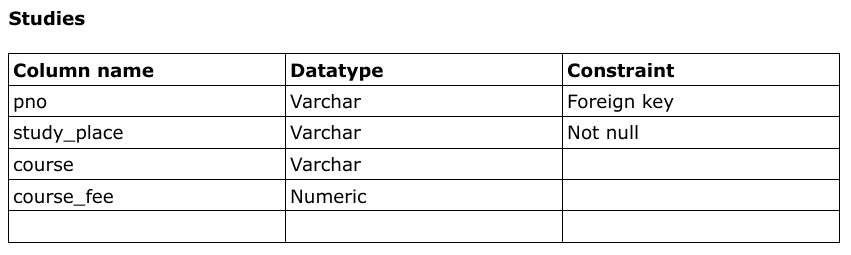 Studies
Column name Datatype Constraint
pno Varchar Foreign key
study_place Varchar Not null
course Varchar
course_fee Numeric